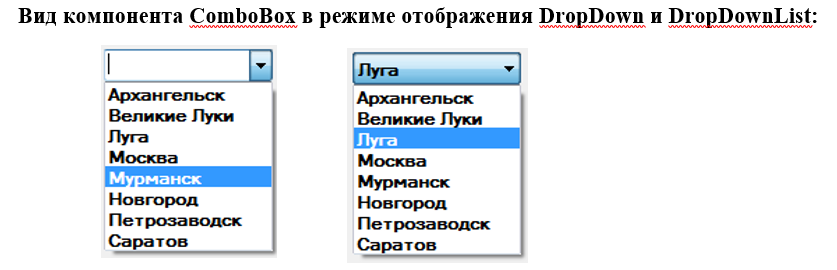 Вид компонента ComboBox в режиме отображения DropDown и DropDownList:
Архангельск
Великие Луки
Луга
Москва
Мурманск
Новгород
Петрозаводск
Саратов
Луга
Архангельск
Великие Луки
Луга
Москва
Мурманск
Новгород
Петрозаводск
Саратов